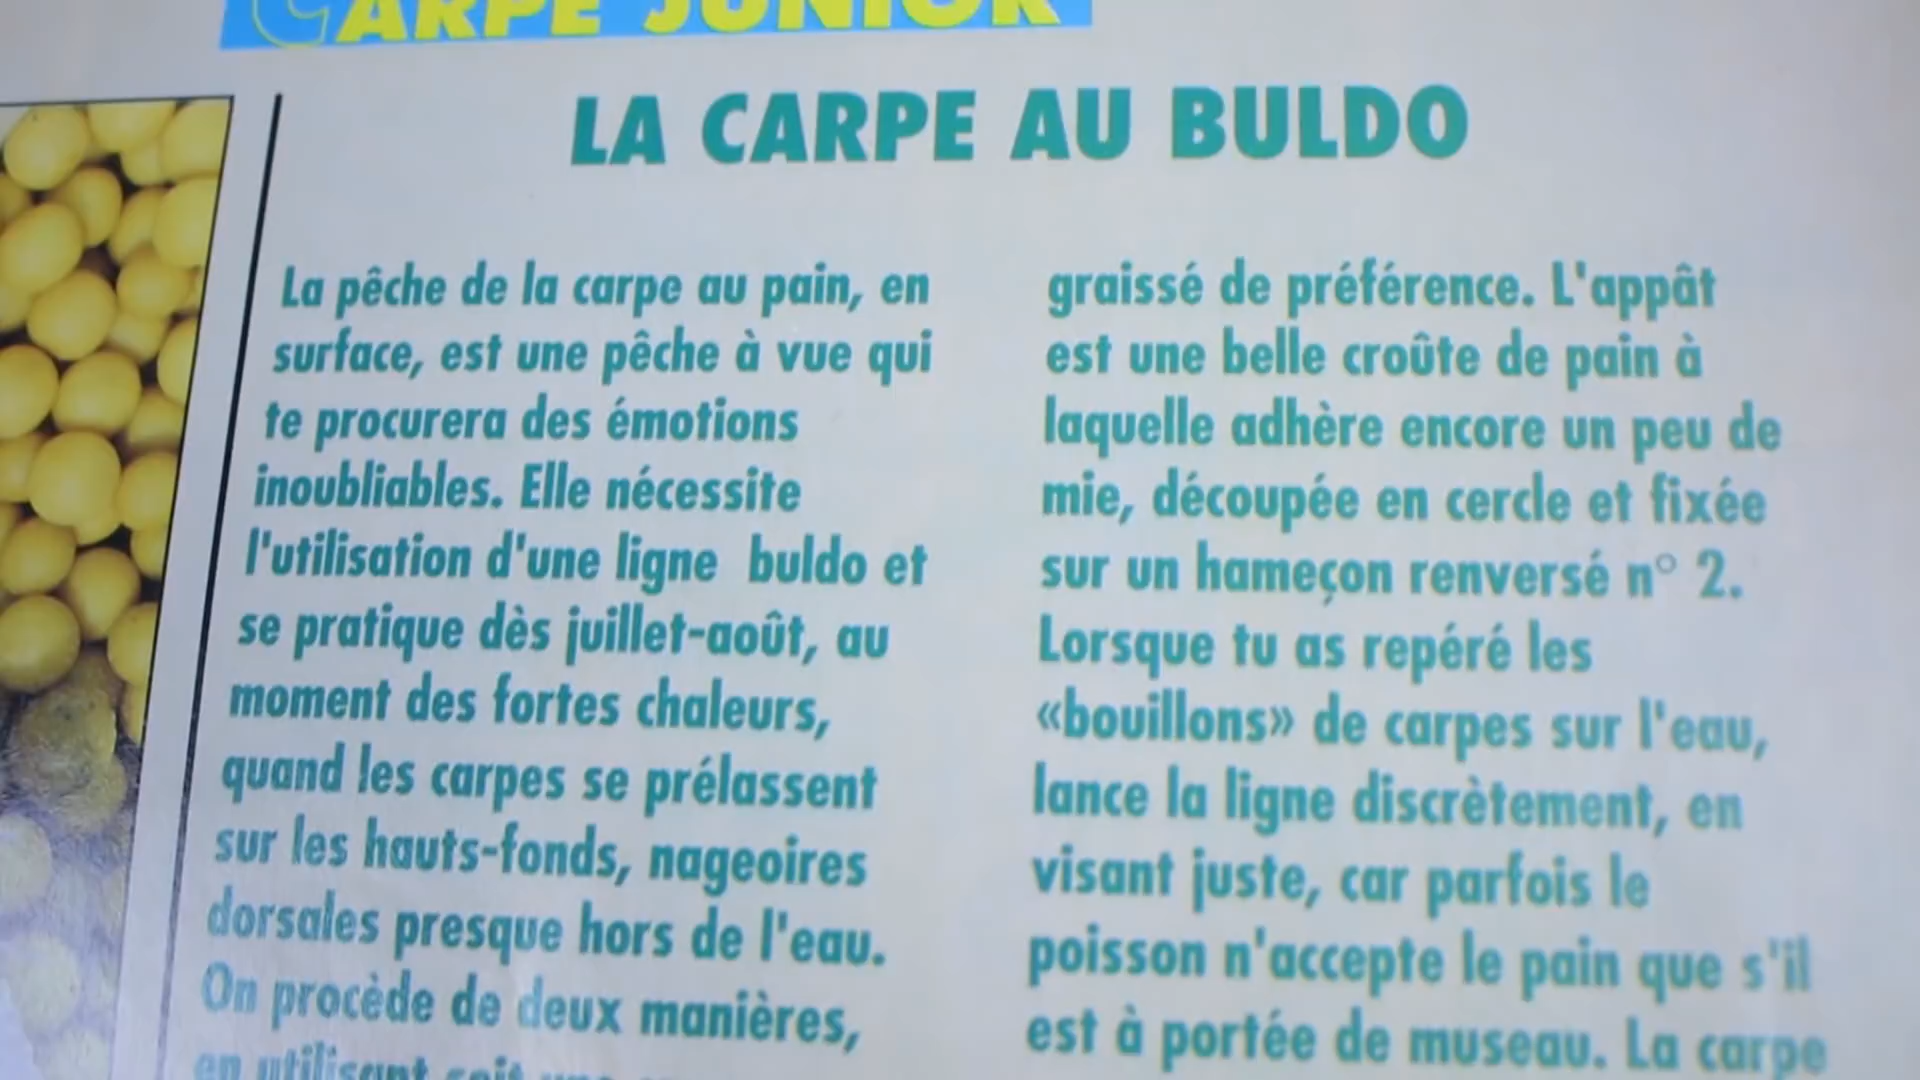 CARPE JUNIOR
LA CARPE AU BULDO
La pêche de la carpe au pain, en
surface, est une pêche à vue qui
te procurera des émotions
inoubliables. Elle nécessite
l'utilisation d'une ligne buldo et
se pratique dès juillet-août, au
moment des fortes chaleurs,
quand les carpes se prélassent
sur les hauts-fonds, nageoires
dorsales presque hors de l'eau.
On procède de deux manières,
en utilisant soit
graissé de préférence. L'appât
est une belle croûte de pain à
laquelle adhère encore un peu de
mie, découpée en cercle et fixée
sur un hameçon renversé n° 2.
Lorsque tu as repéré les
«bouillons» de carpes sur l'eau,
lance la ligne discrètement, en
visant juste, car parfois le
poisson n'accepte le pain que s'il
est à portée de museau. La carpe